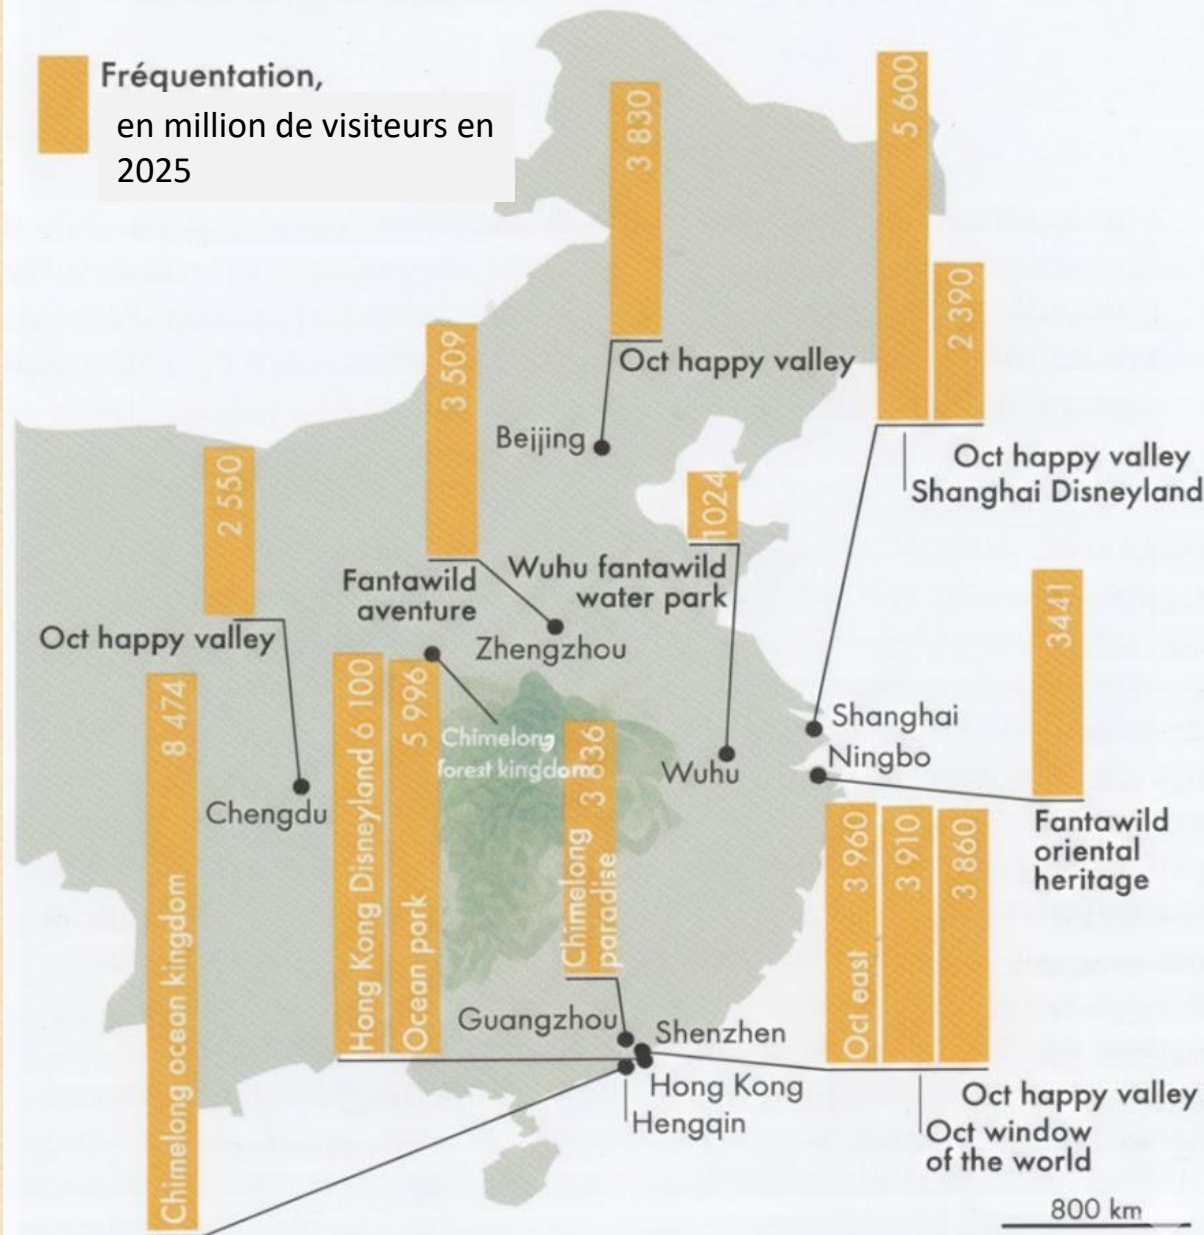 Fréquentation,
en million de visiteurs en
2025
3 830
Oct happy valley
Beijing
5 600
2 390
Oct happy valley
Shanghai Disneyland
3 509
Fantawild
aventure
Zhengzhou
1024
Wuhu fantawild
water park
Wuhu
2 550
Oct happy valley
Chengdu
Shanghai
Ningbo
3441
Fantawild
oriental
heritage
8 474
Chimelong ocean kingdom
Hong Kong Disneyland 6 100
Ocean park 5 996
Chimelong
forest kingdom
Chimelong
paradise
3 836
Guangzhou
Shenzhen
Hong Kong
Hengqin
Oct east 3 960
3 910
3 860
Oct happy valley
Oct window
of the world
800 km